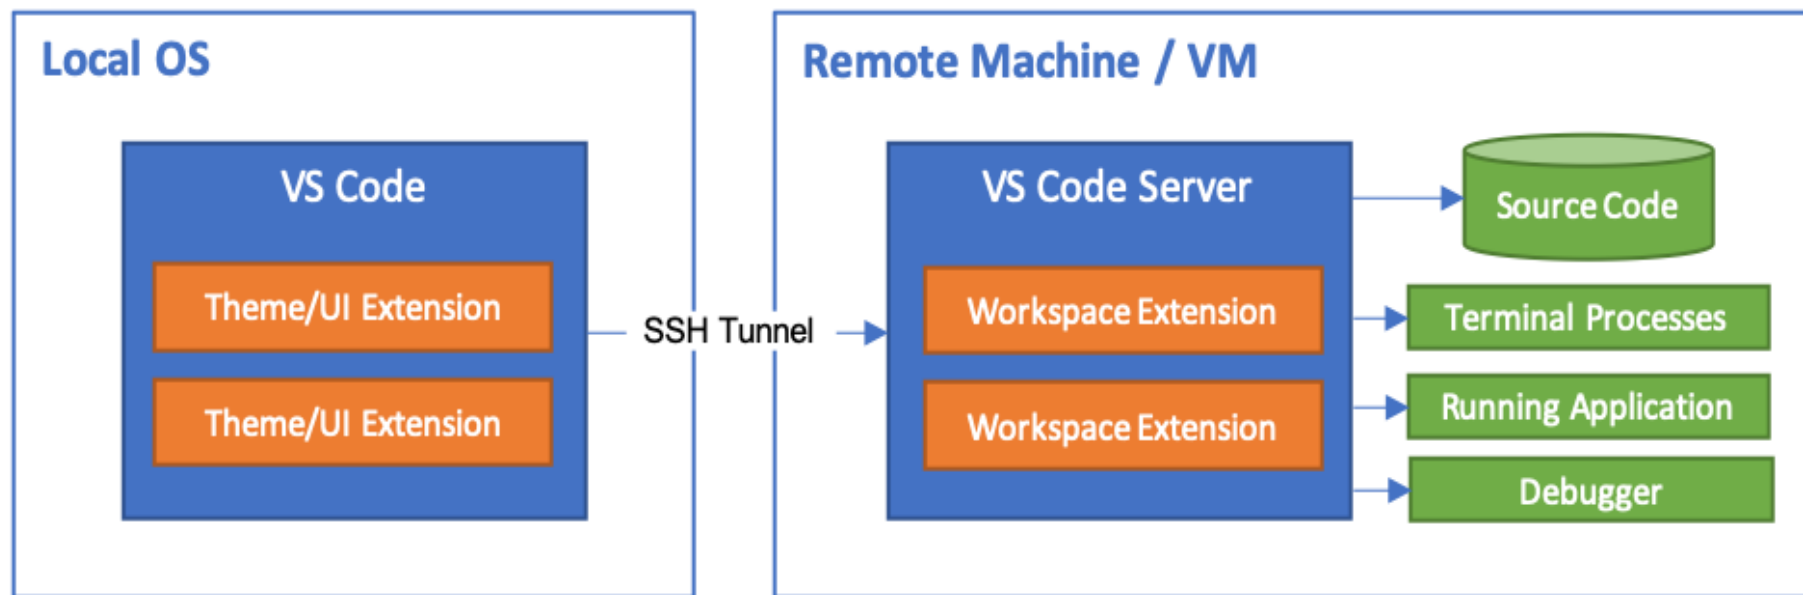 Local OS
VS Code
Theme/UI Extension
Theme/UI Extension
SSH Tunnel
Remote Machine / VM
VS Code Server
Workspace Extension
Workspace Extension
Source Code
Terminal Processes
Running Application
Debugger